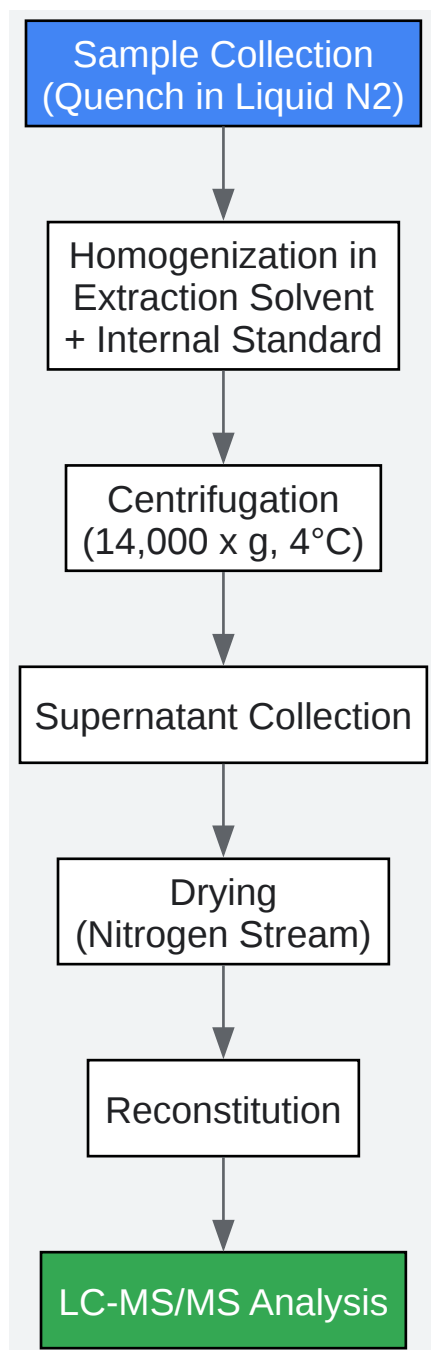 Sample Collection
(Quench in Liquid N2)
Homogenization in
Extraction Solvent
+ Internal Standard
Centrifugation
(14,000 x g, 4°C)
Supernatant Collection
Drying
(Nitrogen Stream)
Reconstitution
LC-MS/MS Analysis